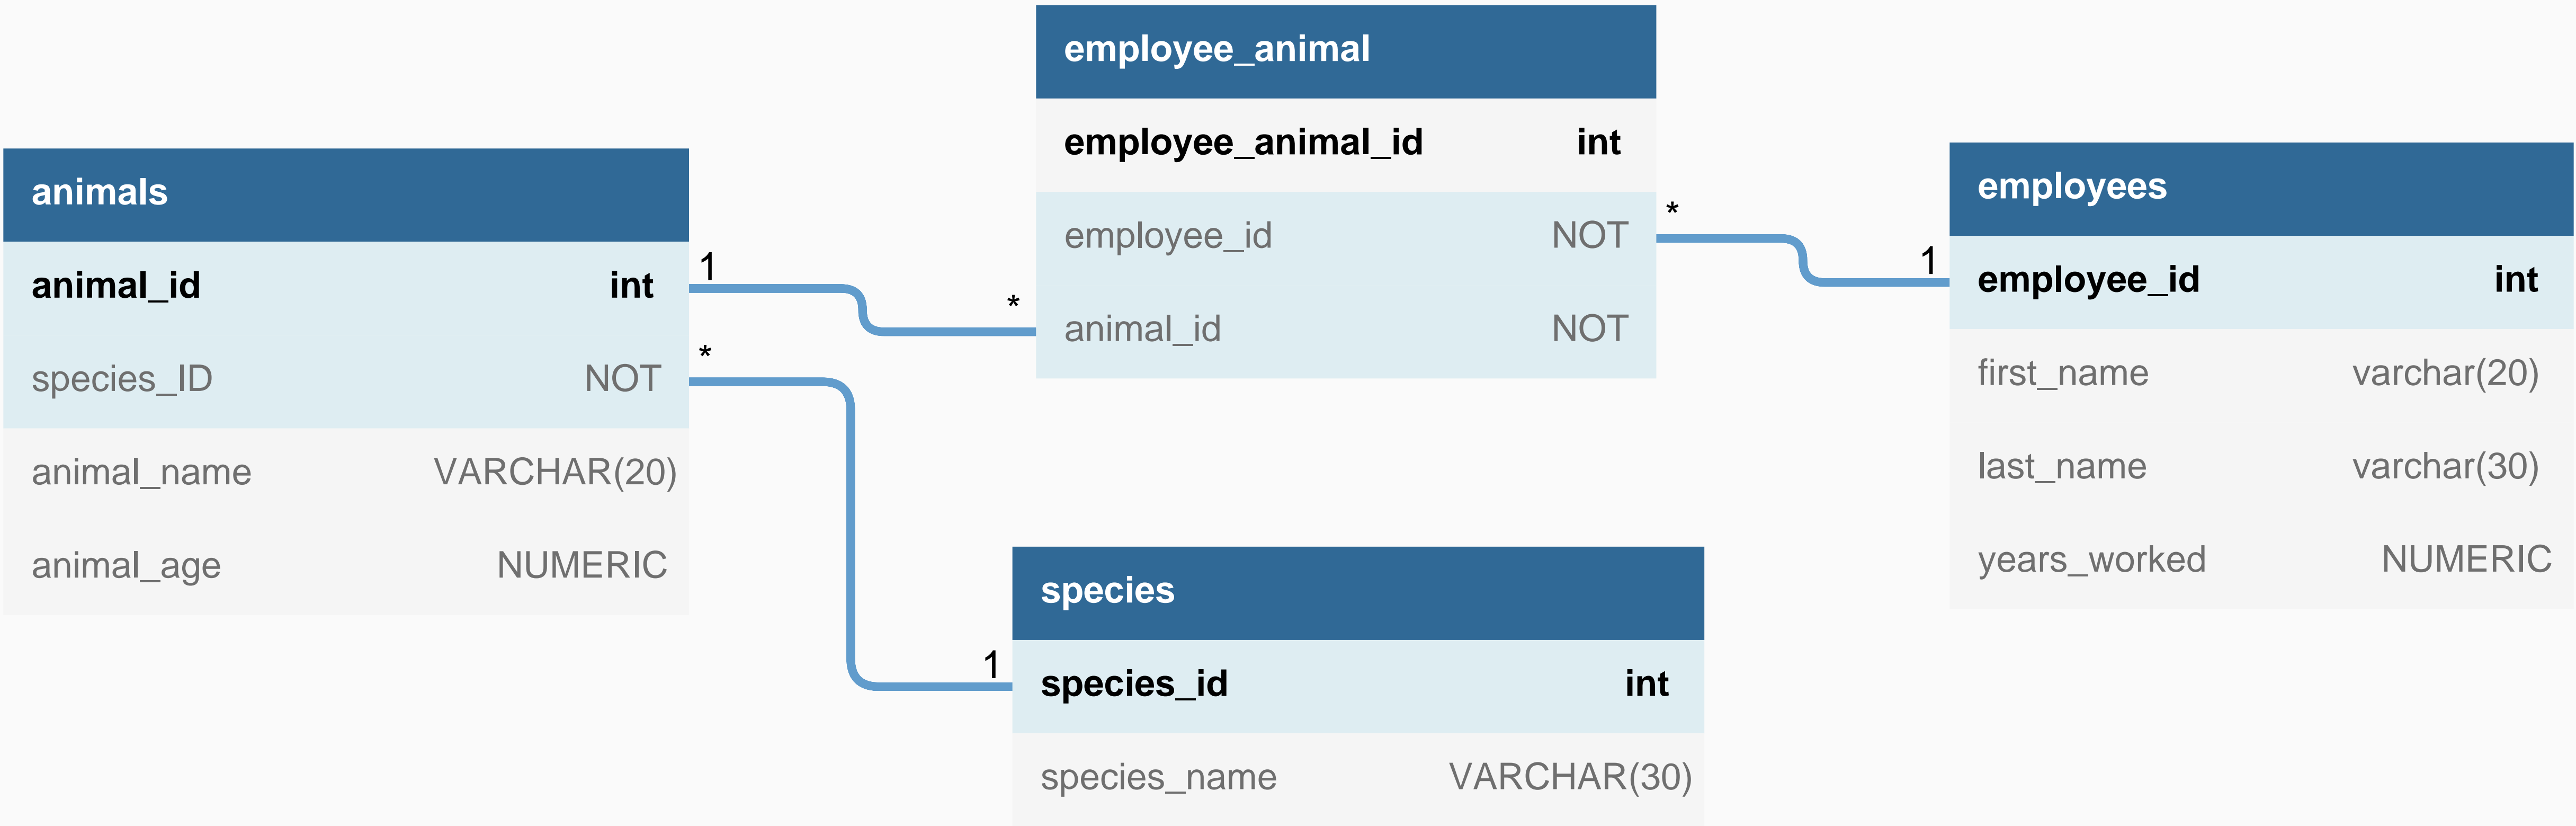 employee_animal
employee_animal_id int
employee_id NOT
animal_id NOT
animals
animal_id int
species_ID NOT
animal_name VARCHAR(20)
animal_age NUMERIC
1
*
*
1
*
1
employees
employee_id int
first_name varchar(20)
last_name varchar(30)
years_worked NUMERIC
species
species_id int
species_name VARCHAR(30)